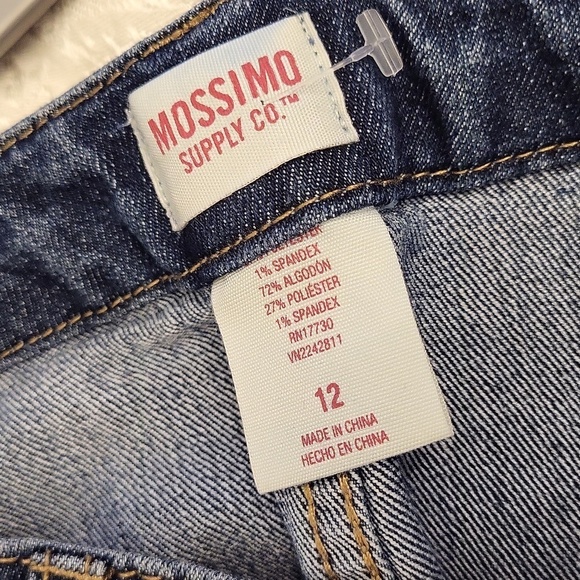 MOSSIMO
SUPPLY CO.™
1% SPANDEX
72% ALGODÓN
27% POLIÉSTER
1% SPANDEX
RN17730
VN2242811
12
MADE IN CHINA
HECHO EN CHINA